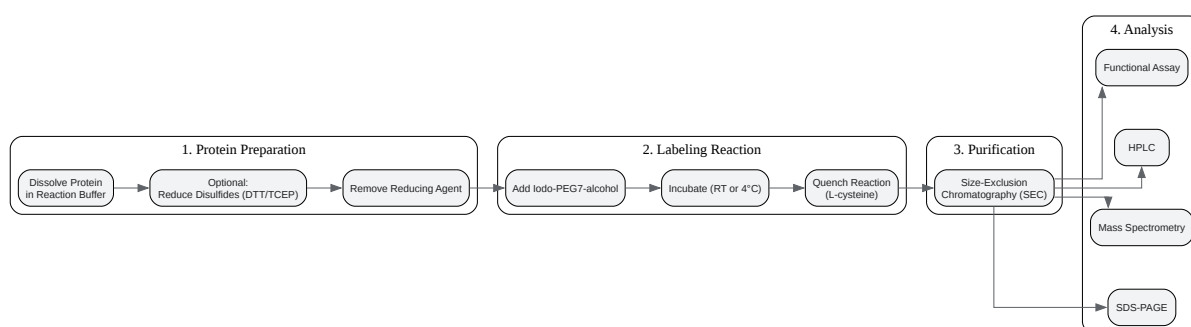 1. Protein Preparation
Dissolve Protein
in Reaction Buffer
Optional:
Reduce Disulfides (DTT/TCEP)
Remove Reducing Agent
2. Labeling Reaction
Add Iodo-PEG7-alcohol
Incubate (RT or 4°C)
Quench Reaction
(L-cysteine)
3. Purification
Size-Exclusion
Chromatography (SEC)
4. Analysis
Functional Assay
HPLC
Mass Spectrometry
SDS-PAGE